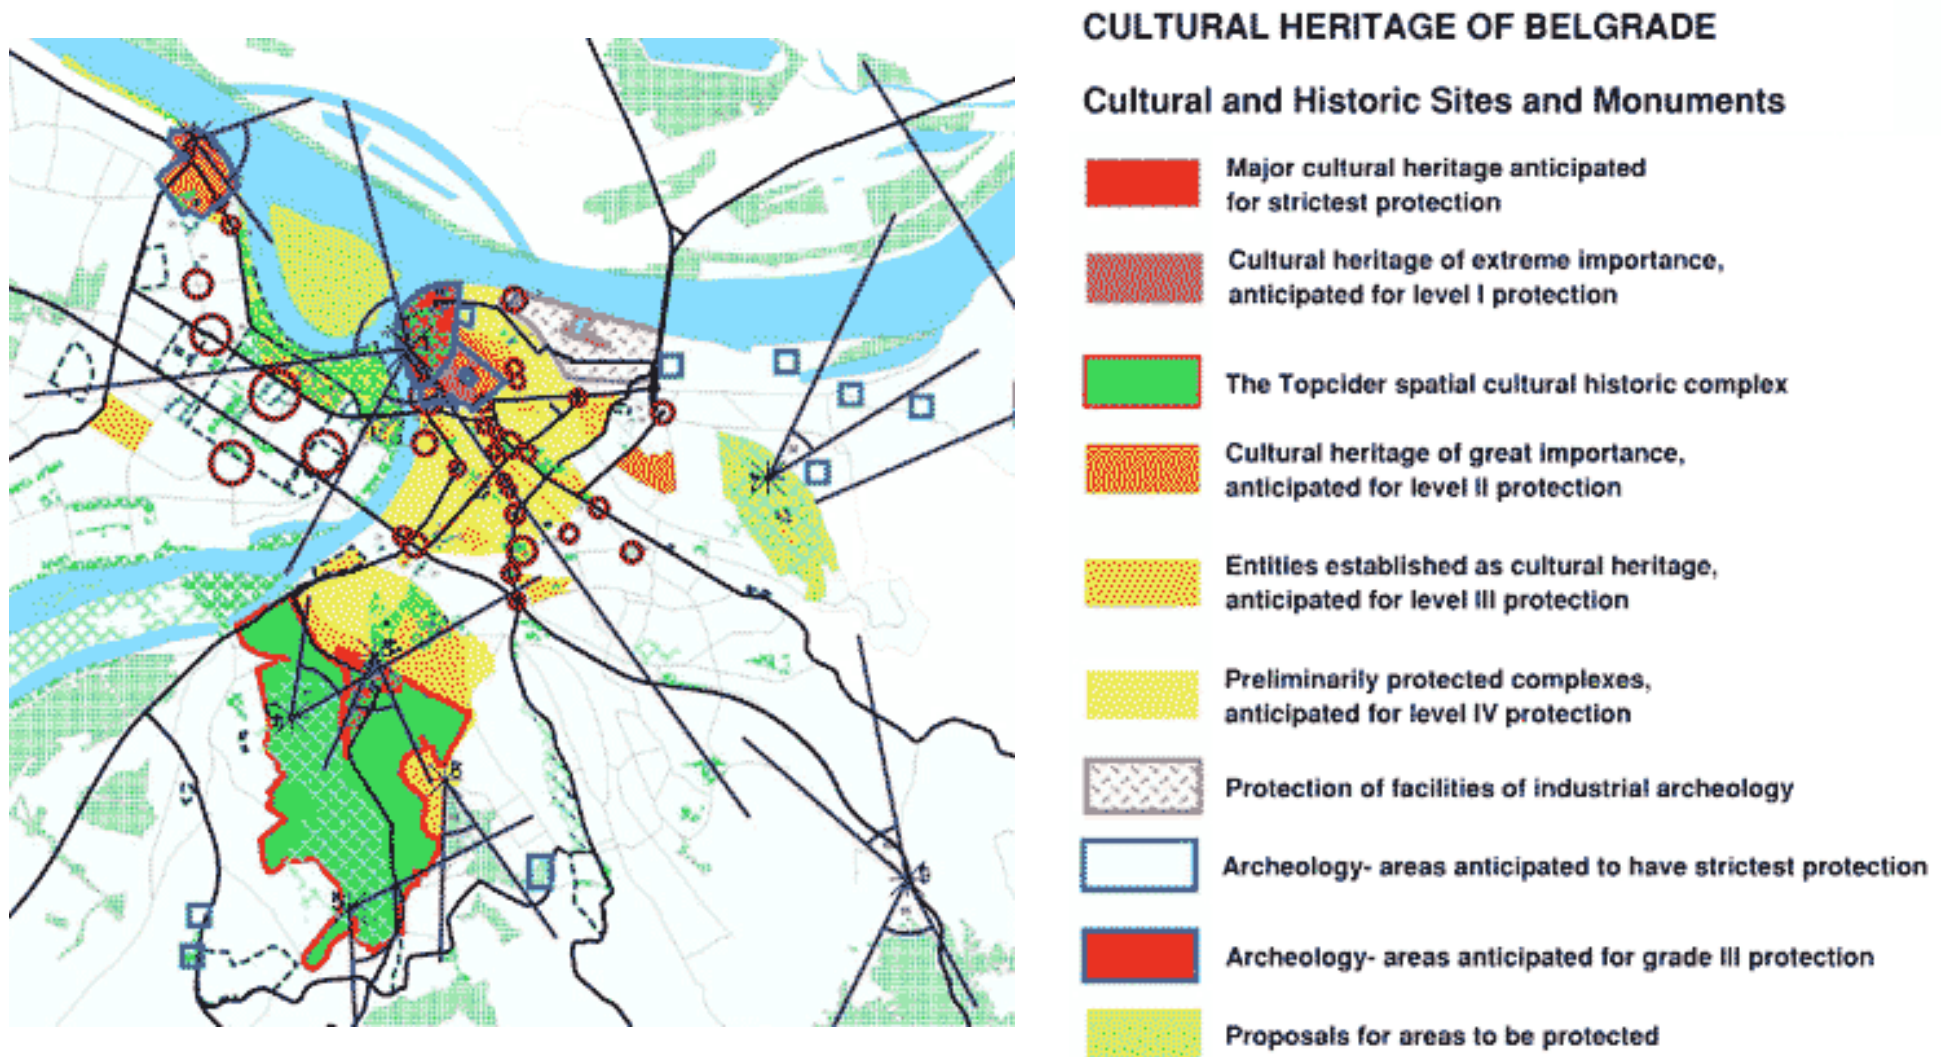 CULTURAL HERITAGE OF BELGRADE
Cultural and Historic Sites and Monuments
Major cultural heritage anticipated
for strictest protection
Cultural heritage of extreme importance,
anticipated for level I protection
The Topcider spatial cultural historic complex
Cultural heritage of great importance,
anticipated for level II protection
Entities established as cultural heritage,
anticipated for level III protection
Preliminarily protected complexes,
anticipated for level IV protection
Protection of facilities of industrial archeology
Archeology- areas anticipated to have strictest protection
Archeology- areas anticipated for grade III protection
Proposals for areas to be protected